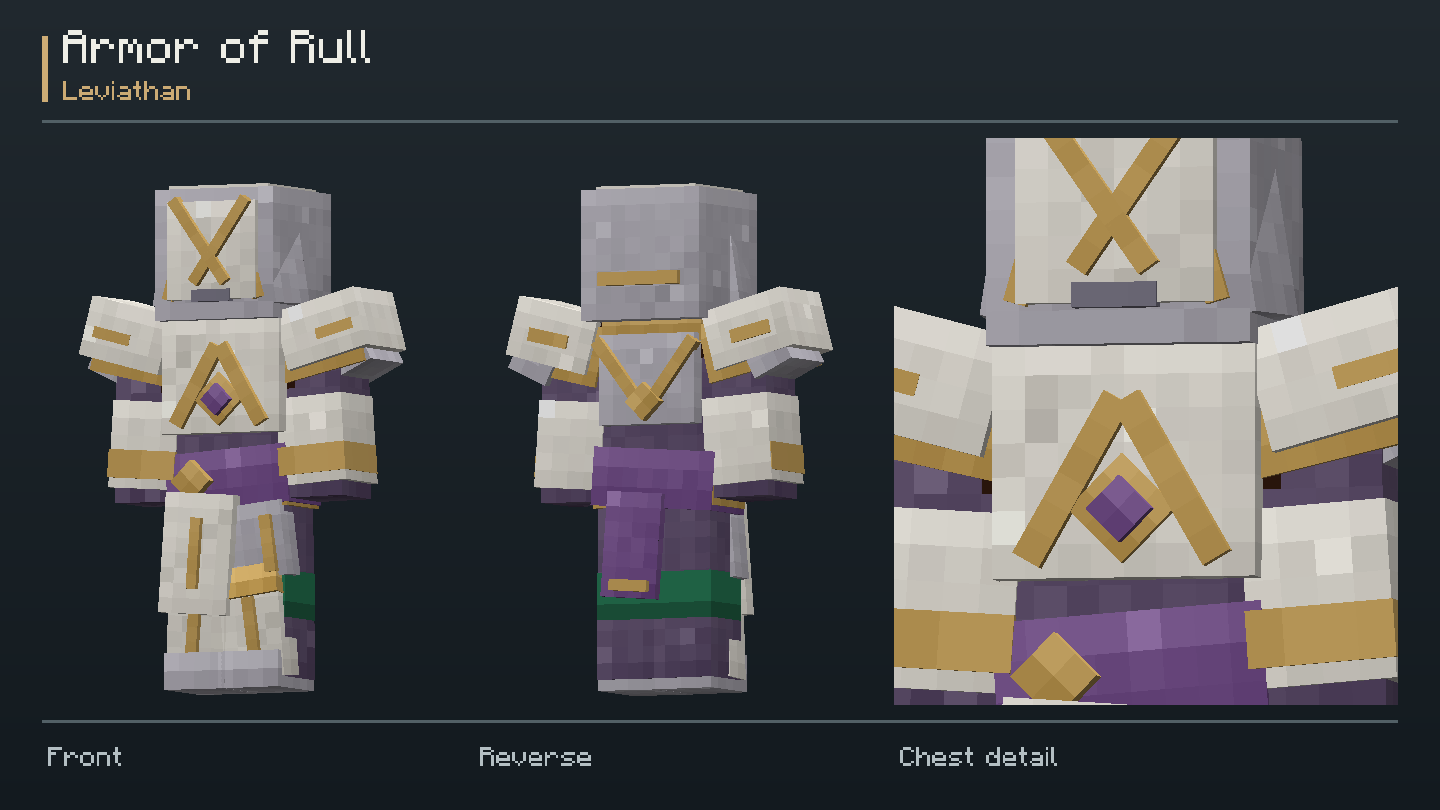 Armor of Rull
Leviathan
Front
Reverse
Chest detail